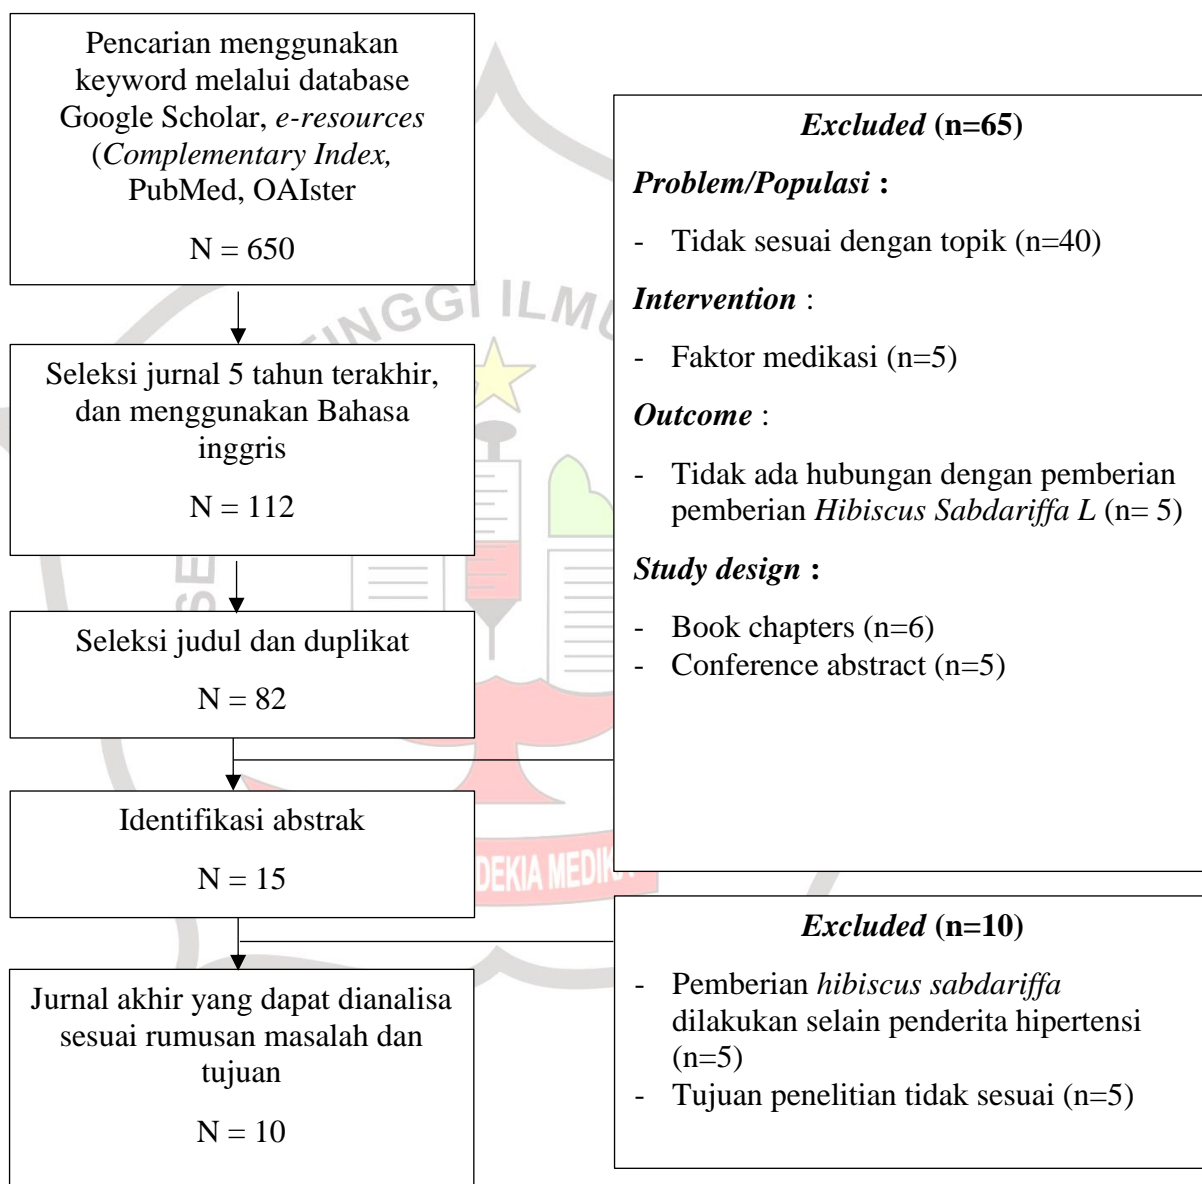 Pencarian menggunakan
keyword melalui database
Google Scholar, e-resources
(Complementary Index,
PubMed, OAIster
N = 650
Seleksi jurnal 5 tahun terakhir,
dan menggunakan Bahasa
inggris
N = 112
Seleksi judul dan duplikat
N = 82
Identifikasi abstrak
N = 15
Jurnal akhir yang dapat dianalisa
sesuai rumusan masalah dan
tujuan
N = 10
Excluded (n=65)
Problem/Populasi :
- Tidak sesuai dengan topik (n=40)
Intervention :
- Faktor medikasi (n=5)
Outcome :
- Tidak ada hubungan dengan pemberian
pemberian Hibiscus Sabdariffa L (n= 5)
Study design :
- Book chapters (n=6)
- Conference abstract (n=5)
Excluded (n=10)
- Pemberian hibiscus sabdariffa
dilakukan selain penderita hipertensi
(n=5)
- Tujuan penelitian tidak sesuai (n=5)